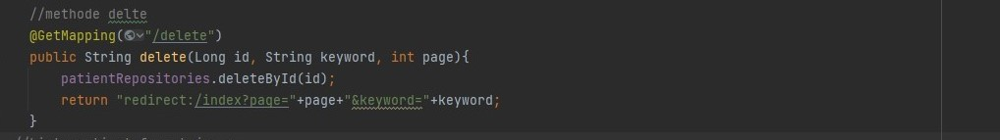 //methode delte
@GetMapping("/delete")
public String delete(Long id, String keyword, int page){
patientRepositories.deleteById(id);
return "redirect:/index?page="+page+"&keyword="+keyword;
}